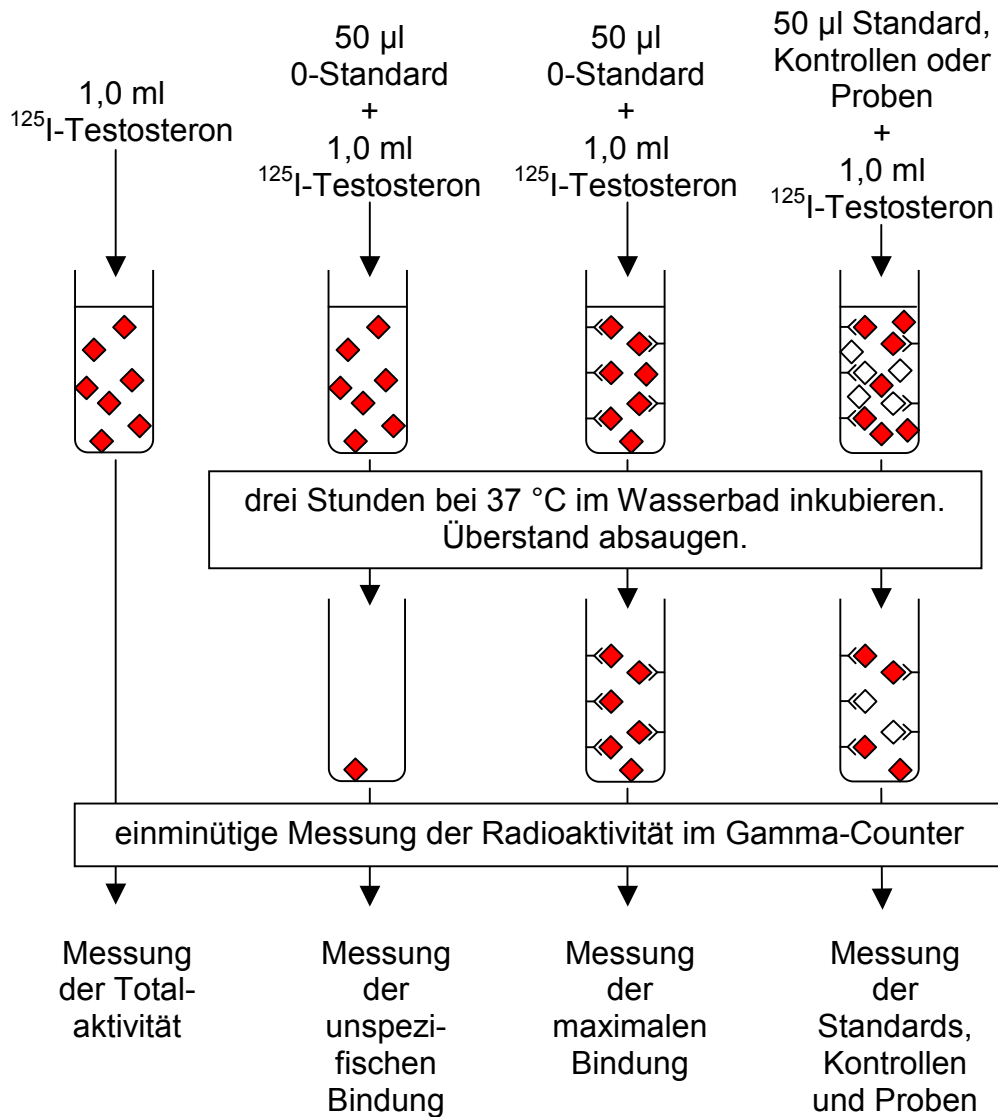 1,0 ml
¹²⁵I-Testosteron
50 µl
0-Standard
+
1,0 ml
¹²⁵I-Testosteron
50 µl
0-Standard
+
1,0 ml
¹²⁵I-Testosteron
50 µl Standard,
Kontrollen oder
Proben
+
1,0 ml
¹²⁵I-Testosteron
drei Stunden bei 37 °C im Wasserbad inkubieren.
Überstand absaugen.
einminütige Messung der Radioaktivität im Gamma-Counter
Messung
der Total-
aktivität
Messung
der
unspezi-
fischen
Bindung
Messung
der
maximalen
Bindung
Messung
der
Standards,
Kontrollen
und Proben